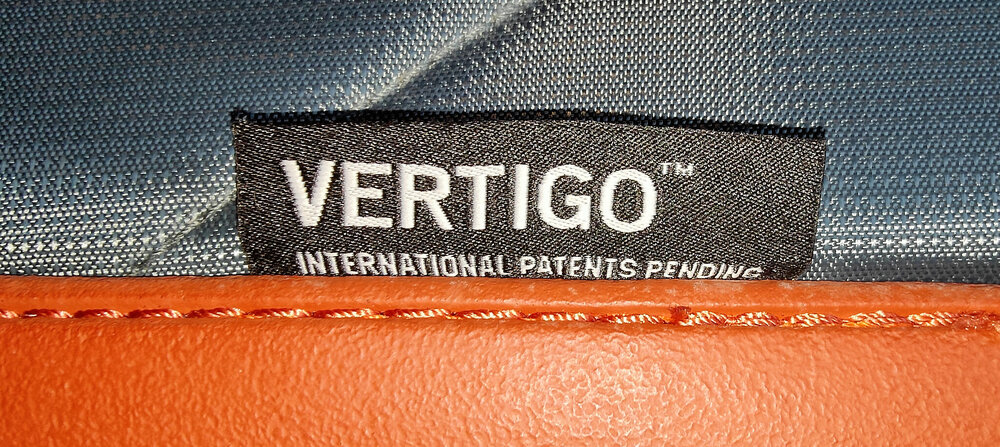 VERTIGO™
INTERNATIONAL PATENTS PENDING